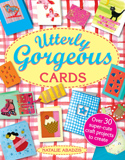 Utterly
Gorgeous
CARDS
Over 30
super-cute
craft projects
to create
NATALIE ABADZIS